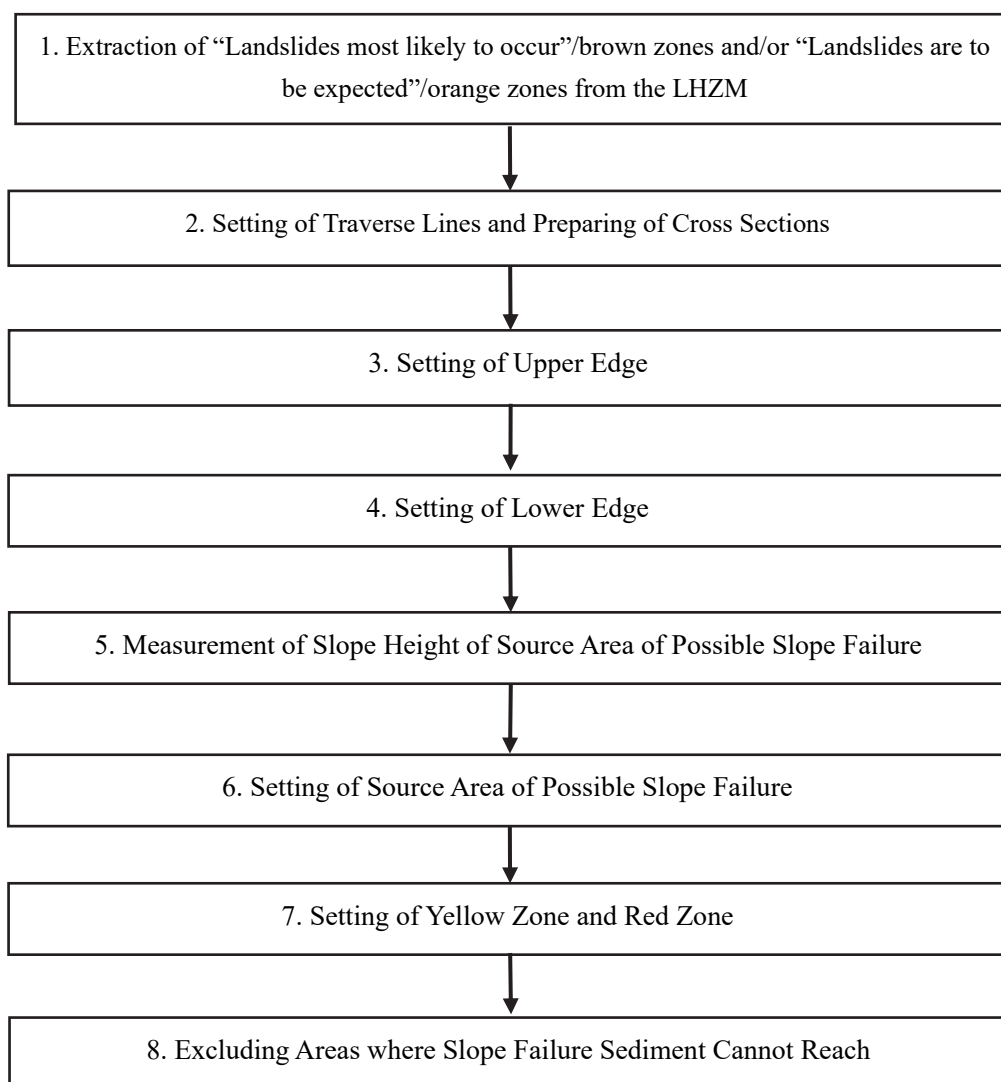 1. Extraction of “Landslides most likely to occur”/brown zones and/or “Landslides are to
be expected”/orange zones from the LHZM
2. Setting of Traverse Lines and Preparing of Cross Sections
3. Setting of Upper Edge
4. Setting of Lower Edge
5. Measurement of Slope Height of Source Area of Possible Slope Failure
6. Setting of Source Area of Possible Slope Failure
7. Setting of Yellow Zone and Red Zone
8. Excluding Areas where Slope Failure Sediment Cannot Reach